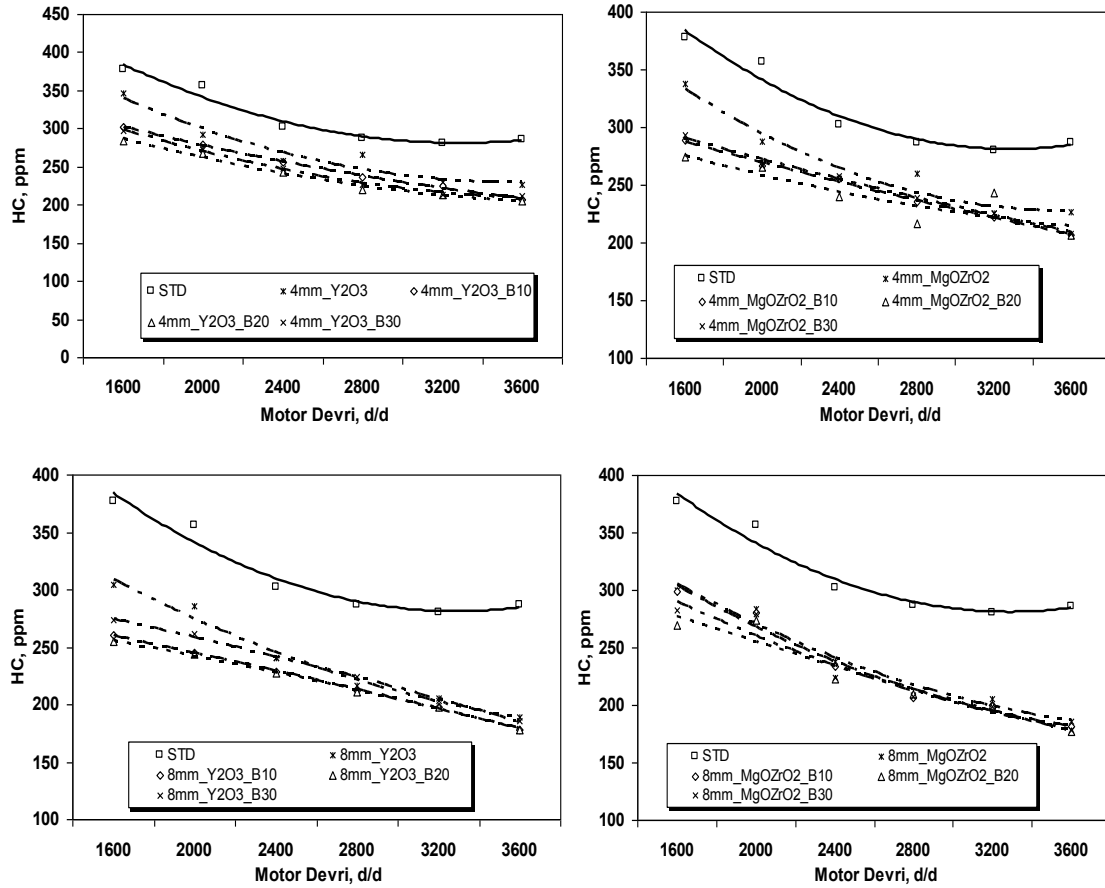 450
400
350
300
250
200
150
100
50
0
HC, ppm
STD 4mm_Y2O3 4mm_Y2O3_B10
4mm_Y2O3_B20 4mm_Y2O3_B30
1600 2000 2400 2800 3200 3600
Motor Devri, d/d
400
350
300
250
200
150
100
HC, ppm
STD 4mm_MgOZrO2
4mm_MgOZrO2_B10 4mm_MgOZrO2_B20
4mm_MgOZrO2_B30
1600 2000 2400 2800 3200 3600
Motor Devri, d/d
400
350
300
250
200
150
100
HC, ppm
STD 8mm_Y2O3
8mm_Y2O3_B10 8mm_Y2O3_B20
8mm_Y2O3_B30
1600 2000 2400 2800 3200 3600
Motor Devri, d/d
400
350
300
250
200
150
100
HC, ppm
STD 8mm_MgOZrO2
8mm_MgOZrO2_B10 8mm_MgOZrO2_B20
8mm_MgOZrO2_B30
1600 2000 2400 2800 3200 3600
Motor Devri, d/d